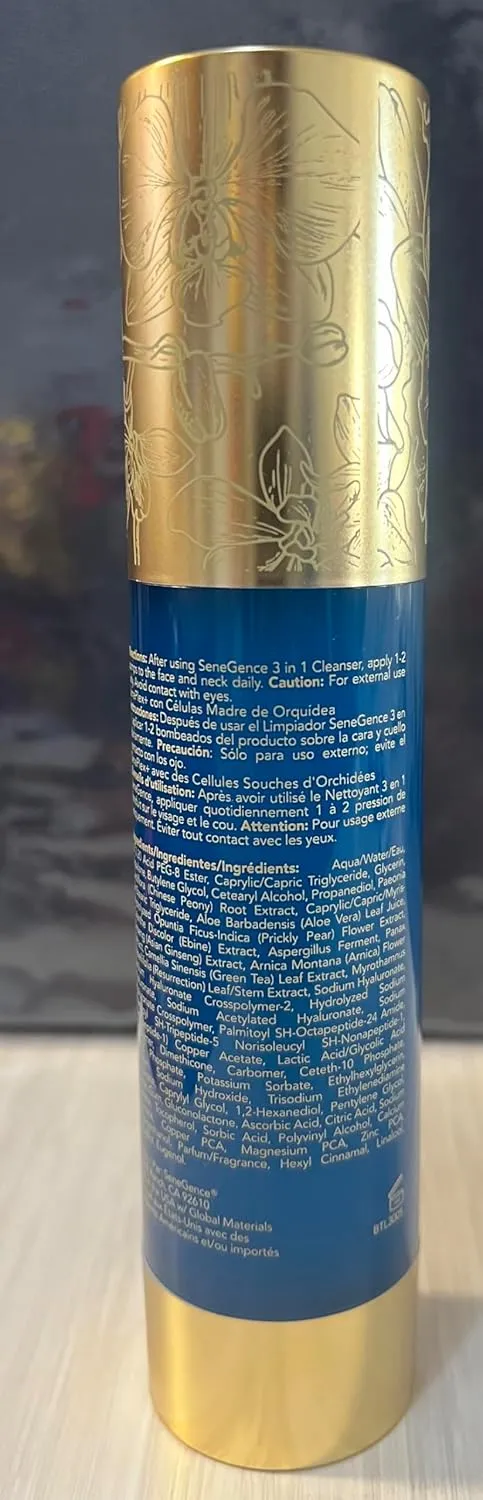 After using SeneGence 3 in 1 Cleanser, apply 1-2
to the face and neck daily. Caution: For external use
contact with eyes.
con Células Madre de Orquídea
Después de usar el Limpiador SeneGence 3 en
1-2 bombeados del producto sobre la cara y cuello
Precaución: Sólo para uso externo; evite el
con los ojo.
avec des Cellules Souches d'Orchidées
d'utilisation: Après avoir utilisé le Nettoyant 3 en 1
appliquer quotidiennement 1 à 2 pression de
sur le visage et le cou. Attention: Pour usage externe
Éviter tout contact avec les yeux.
/Ingredientes/Ingrédients: Aqua/Water/Eau,
Acid PEG-8 Ester, Caprylic/Capric Triglyceride, Glycerin,
Butylene Glycol, Cetearyl Alcohol, Propanediol, Paeonia
(Chinese Peony) Root Extract, Caprylic/Capric/Myris-
Triglyceride, Aloe Barbadensis (Aloe Vera) Leaf Juice,
Opuntia Ficus-Indica (Prickly Pear) Flower Extract,
Discolor (Ebine) Extract, Aspergillus Ferment, Panax
(Asian Ginseng) Extract, Arnica Montana (Arnica) Flower
Camellia Sinensis (Green Tea) Leaf Extract, Myrothamnus
(Resurrection) Leaf/Stem Extract, Sodium Hyaluronate,
Hyaluronate Crosspolymer-2, Hydrolyzed Sodium
Sodium Acetylated Hyaluronate, Sodium
Crosspolymer, Palmitoyl SH-Octapeptide-24 Amide,
SH-Tripeptide-5 Norisoleucyl SH-Nonapeptide-1,
Copper Acetate, Lactic Acid/Glycolic Acid
Dimethicone, Carbomer, Ceteth-10 Phosphate,
Phosphate, Potassium Sorbate, Ethylhexylglycerin,
Sodium Hydroxide, Trisodium Ethylenediamine
Caprylyl Glycol, 1,2-Hexanediol, Pentylene Glycol,
Gluconolactone, Ascorbic Acid, Citric Acid, Sodium
Tocopherol, Sorbic Acid, Polyvinyl Alcohol, Calcium
Copper PCA, Magnesium PCA, Zinc PCA,
Parfum/Fragrance, Hexyl Cinnamal, Linalool,
Eugenol.
Par SeneGence®
CA 92610
USA w/ Global Materials
États-Unis avec des
Américains et/ou importés